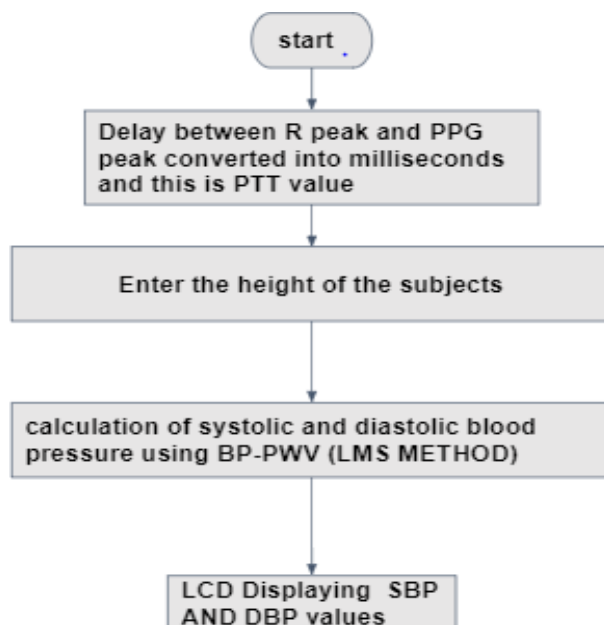 start
Delay between R peak and PPG
peak converted into milliseconds
and this is PTT value
Enter the height of the subjects
calculation of systolic and diastolic blood
pressure using BP-PWV (LMS METHOD)
LCD Displaying SBP
AND DBP values